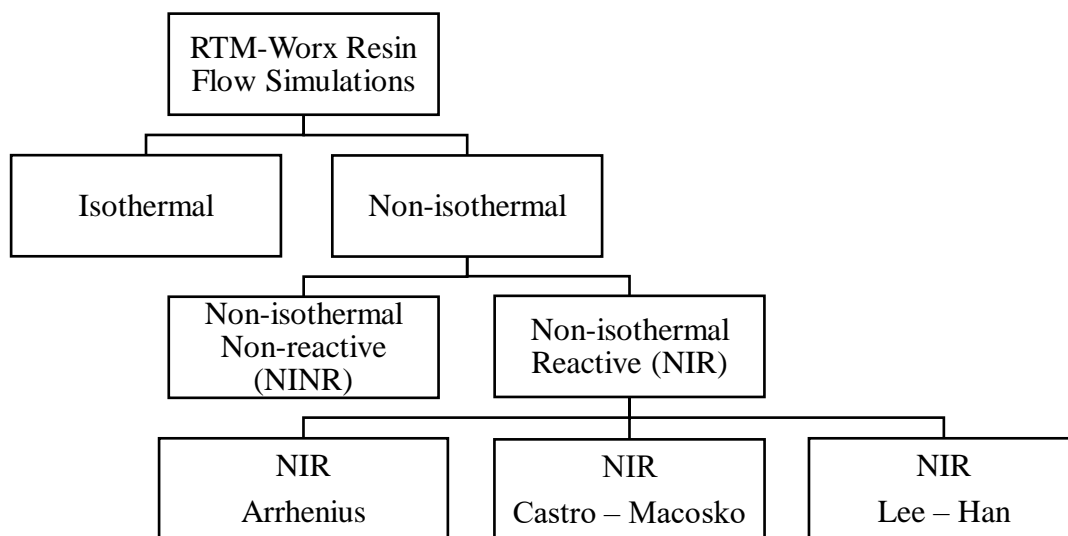 RTM-Worx Resin
Flow Simulations
Isothermal
Non-isothermal
Non-isothermal
Non-reactive
(NINR)
Non-isothermal
Reactive (NIR)
NIR
Arrhenius
NIR
Castro – Macosko
NIR
Lee – Han